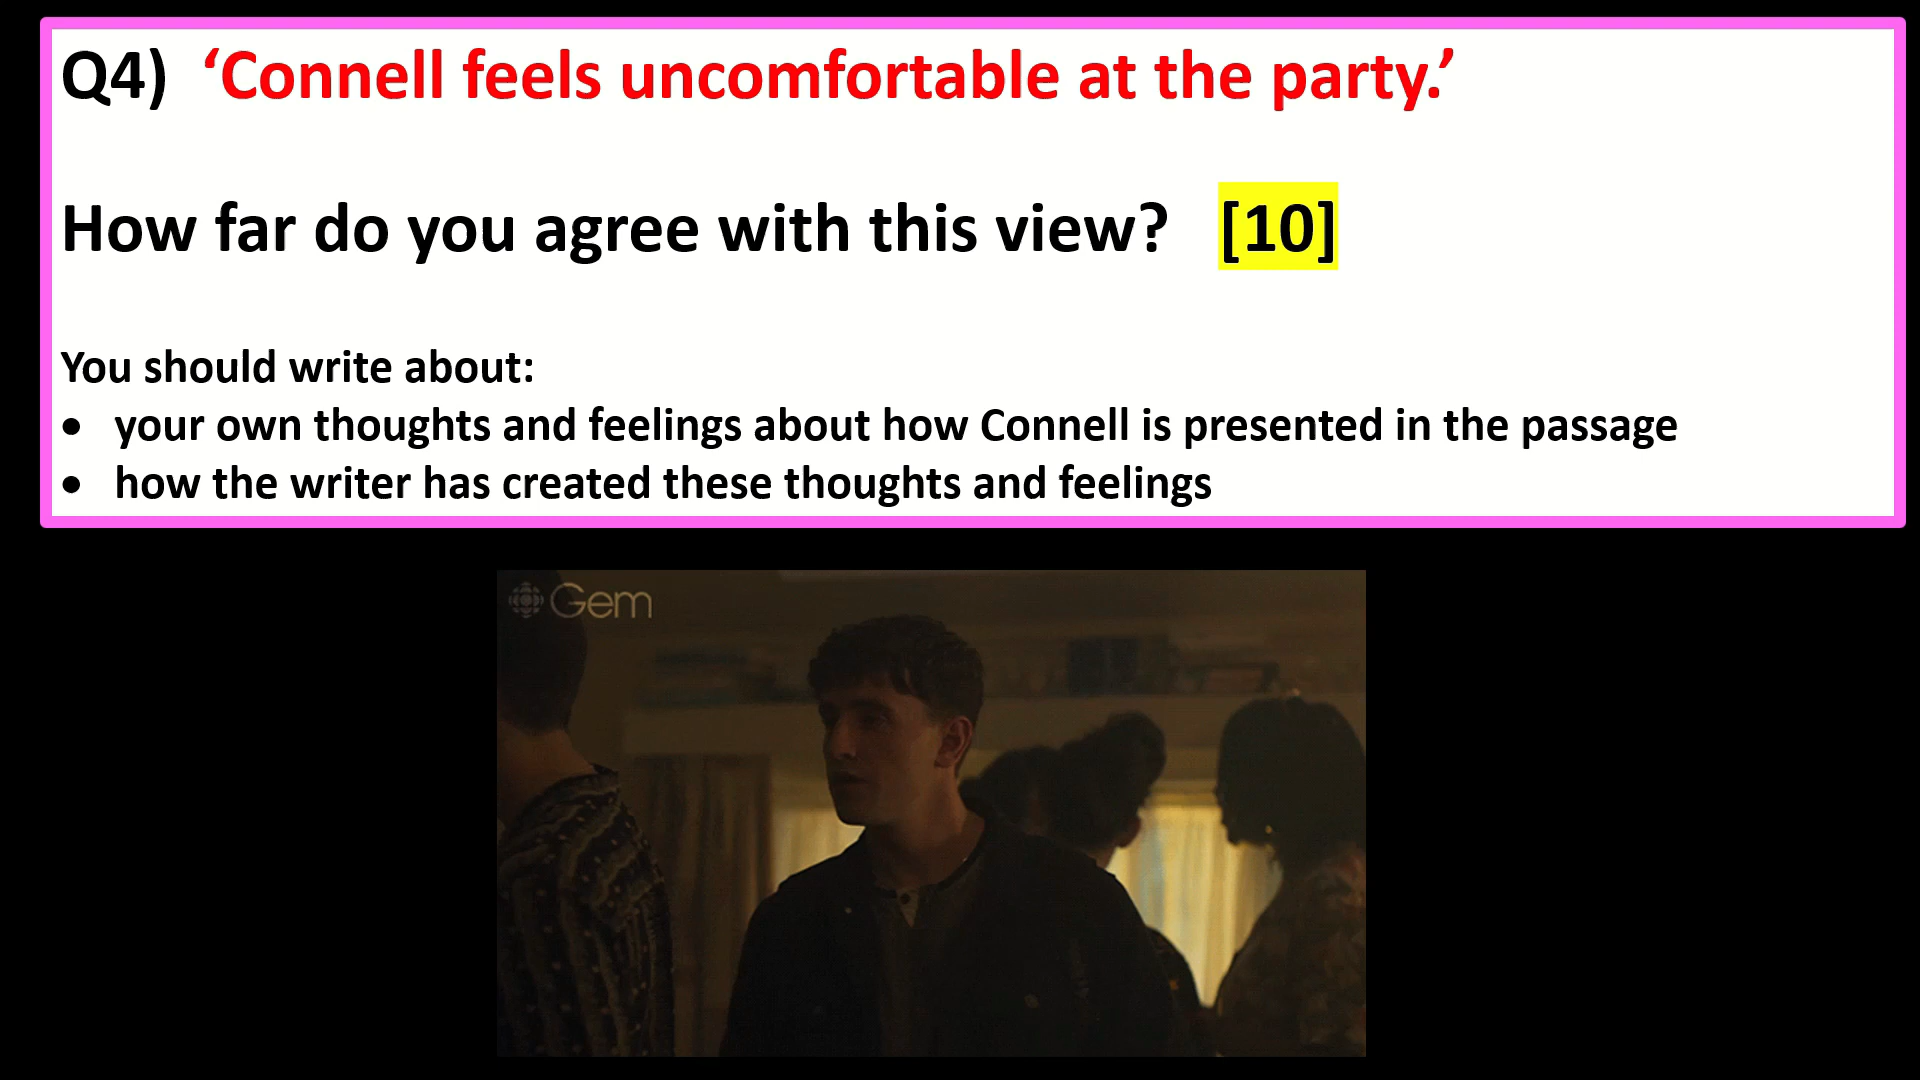 Q4) ‘Connell feels uncomfortable at the party.’
How far do you agree with this view? [10]
You should write about:
• your own thoughts and feelings about how Connell is presented in the passage
• how the writer has created these thoughts and feelings
Gem